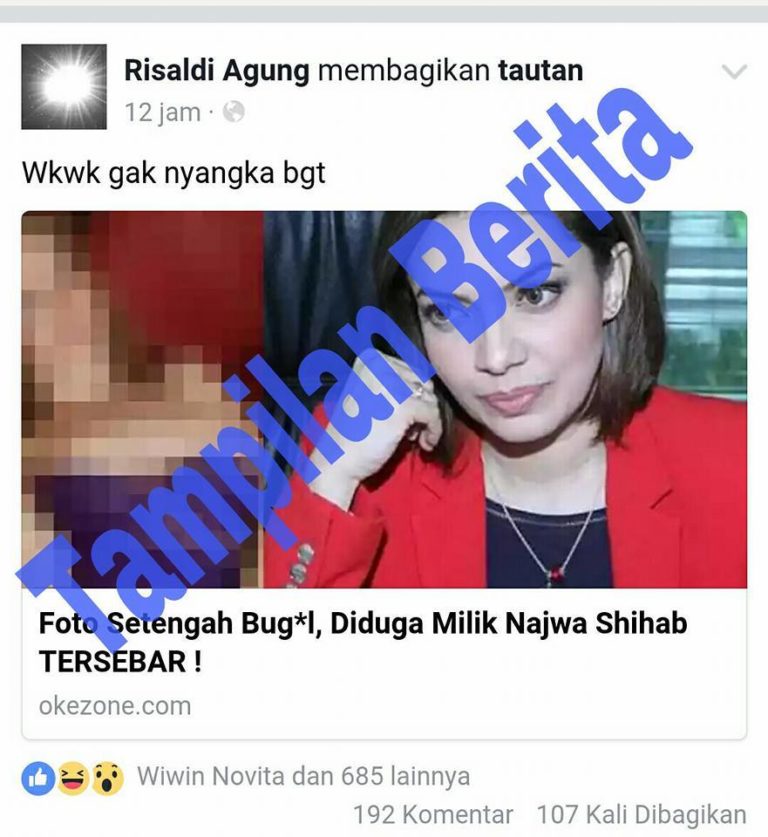 Risaldi Agung membagikan tautan
12 jam ·
Wkwk gak nyangka bgt
Tampilan Berita
Foto Setengah Bug*l, Diduga Milik Najwa Shihab
TERSEBAR !
okezone.com
Wiwin Novita dan 685 lainnya
192 Komentar 107 Kali Dibagikan